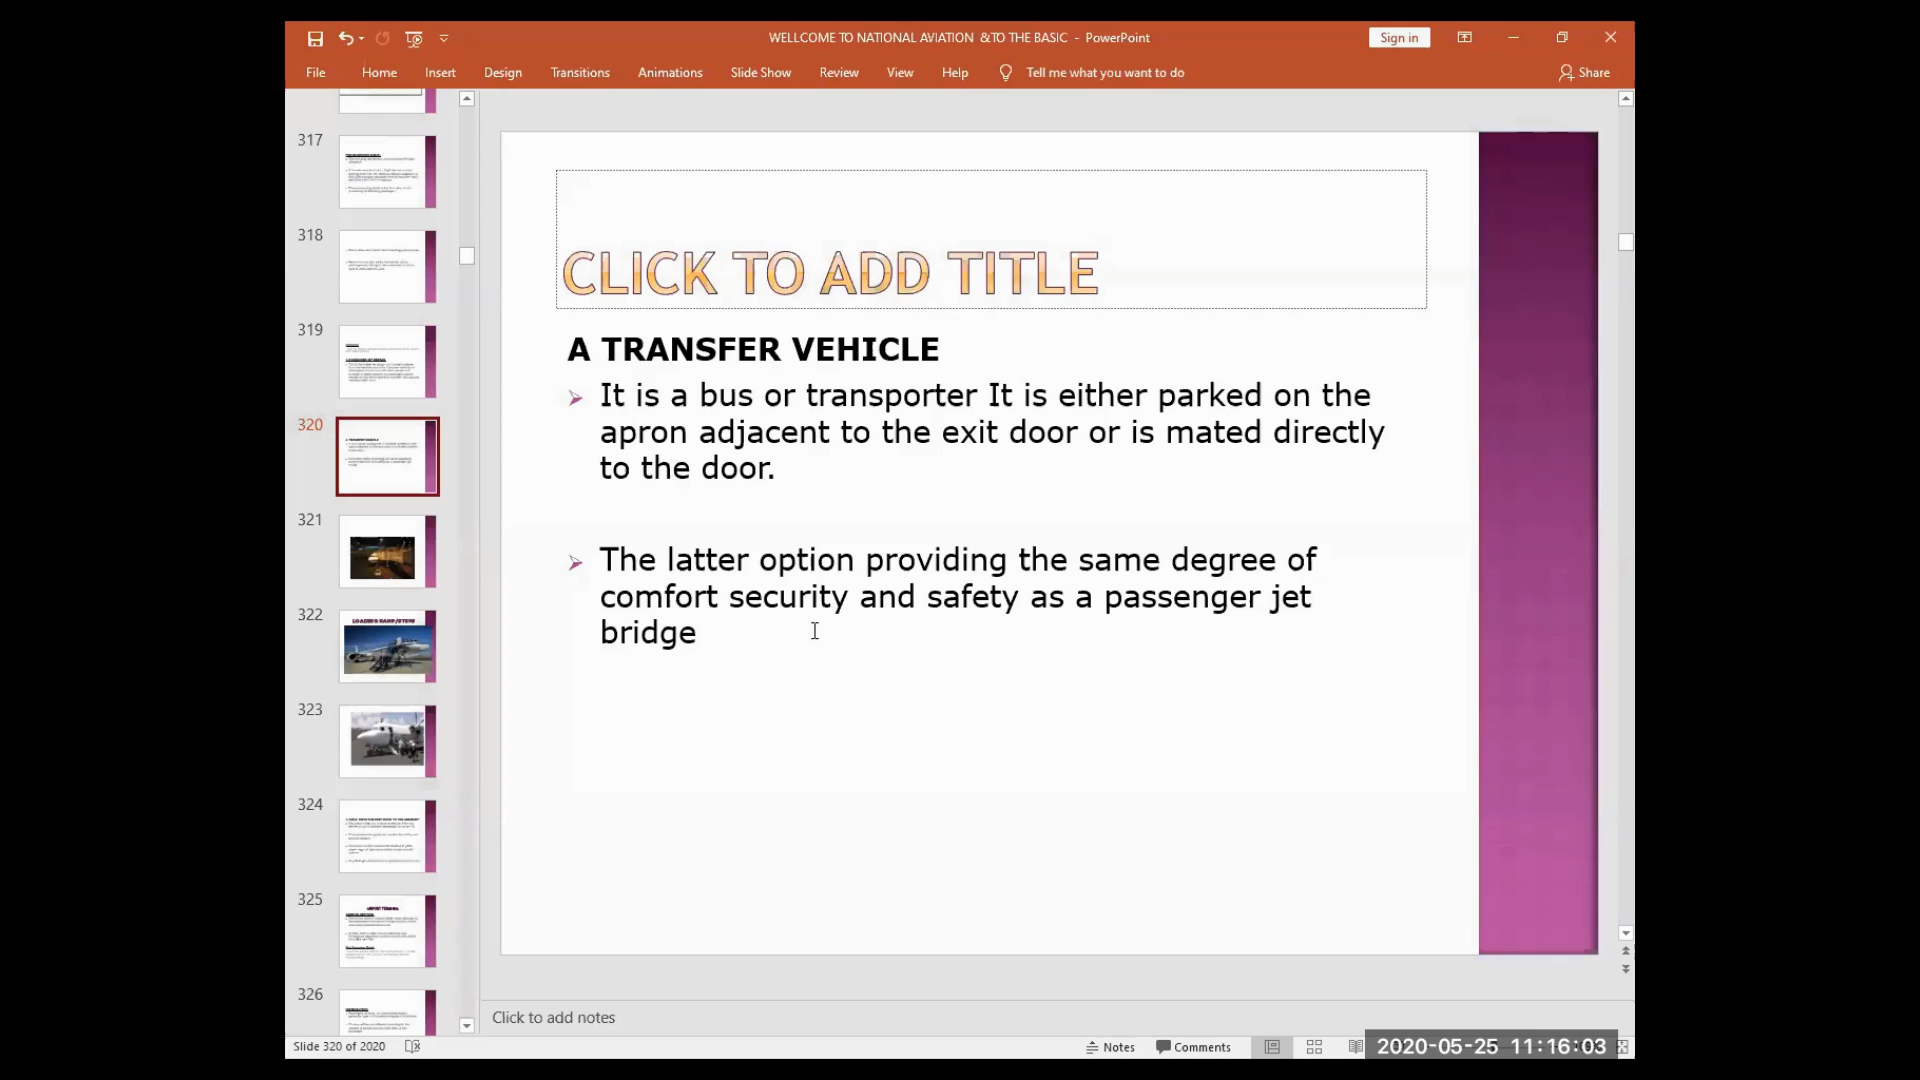 WELLCOME TO NATIONAL AVIATION &TO THE BASIC - PowerPoint
Sign in
File Home Insert Design Transitions Animations Slide Show Review View Help Tell me what you want to do Share
317
318
319
320
321
322
323
324
325
326
CLICK TO ADD TITLE
A TRANSFER VEHICLE
It is a bus or transporter It is either parked on the
apron adjacent to the exit door or is mated directly
to the door.
The latter option providing the same degree of
comfort security and safety as a passenger jet
bridge
Click to add notes
Slide 320 of 2020
Notes Comments
2020-05-25 11:16:03